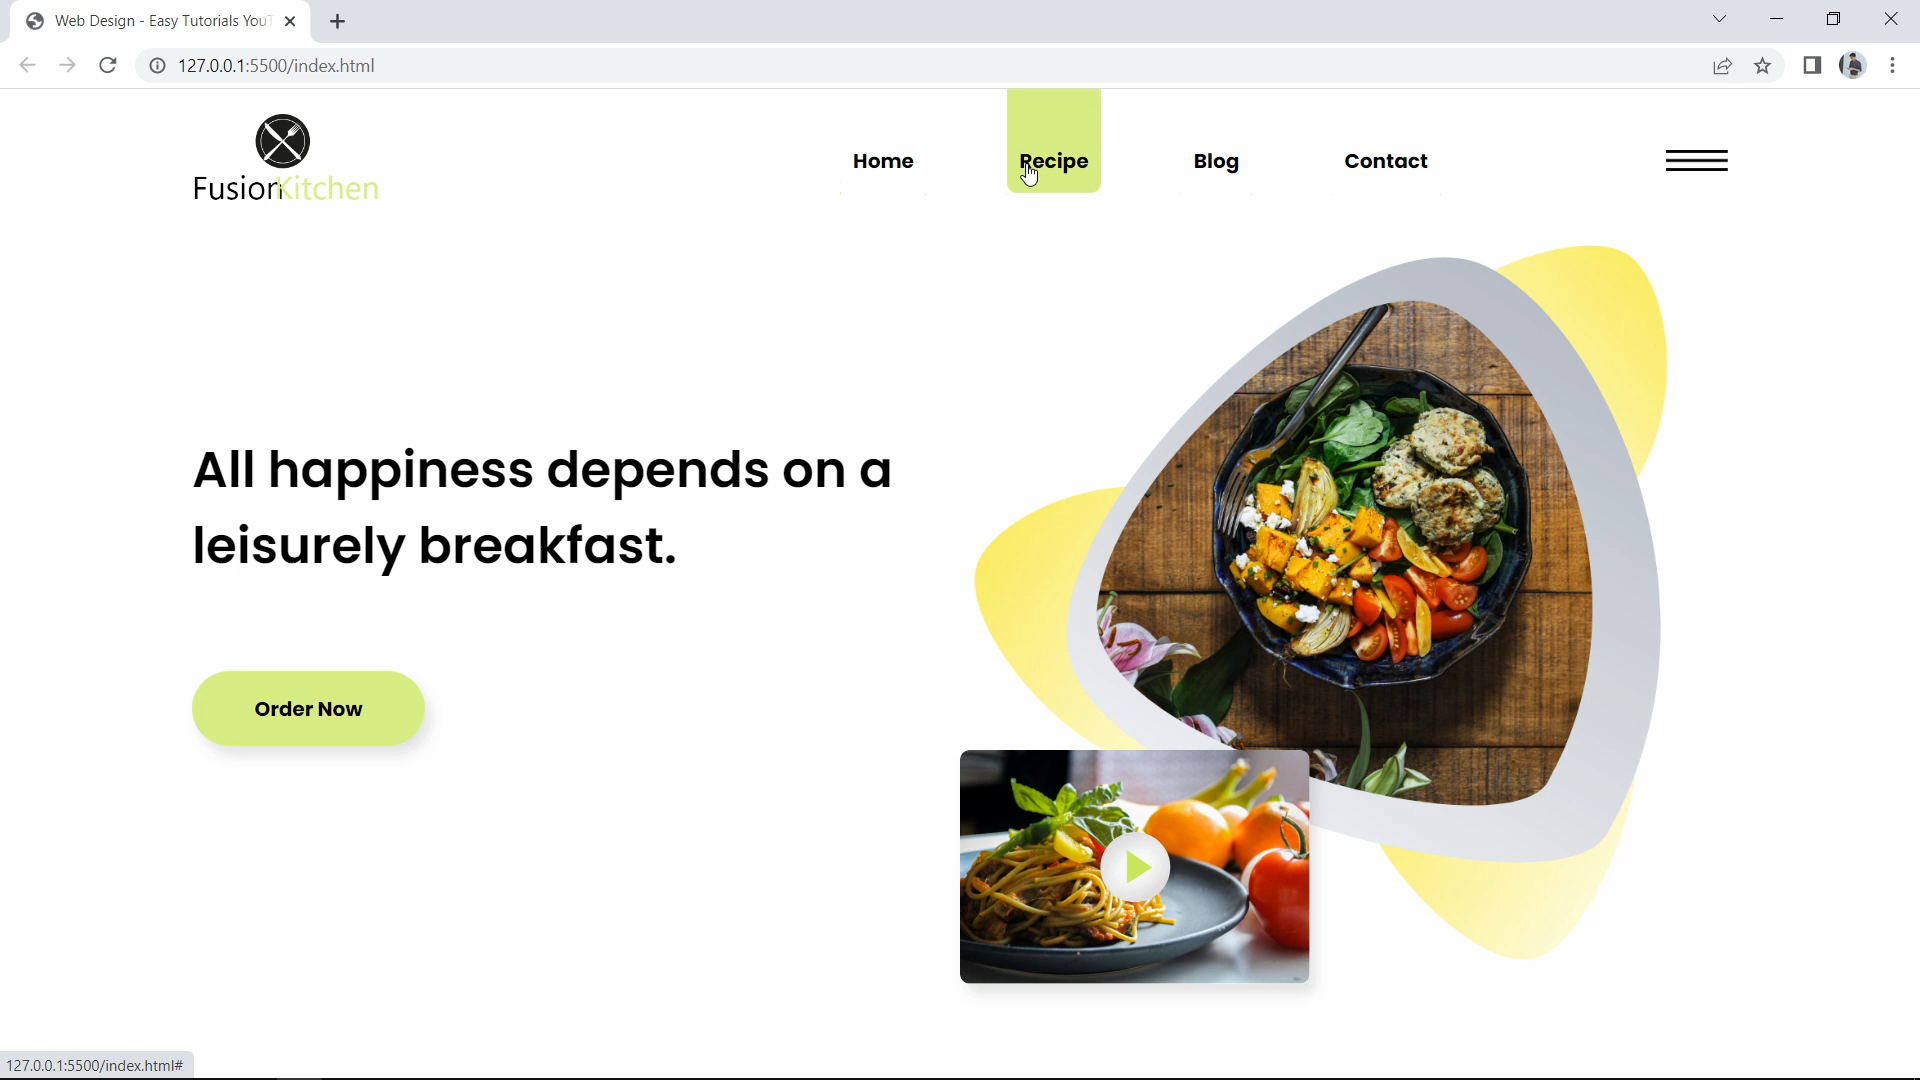 Web Design - Easy Tutorials YouT
127.0.0.1:5500/index.html
FusionKitchen
Home
Recipe
Blog
Contact
All happiness depends on a
leisurely breakfast.
Order Now
127.0.0.1:5500/index.html#